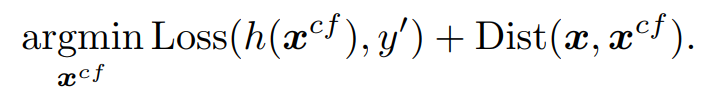 argmin Loss(h(x^{cf}), y′) + Dist(x, x^{cf}).
x^{cf}